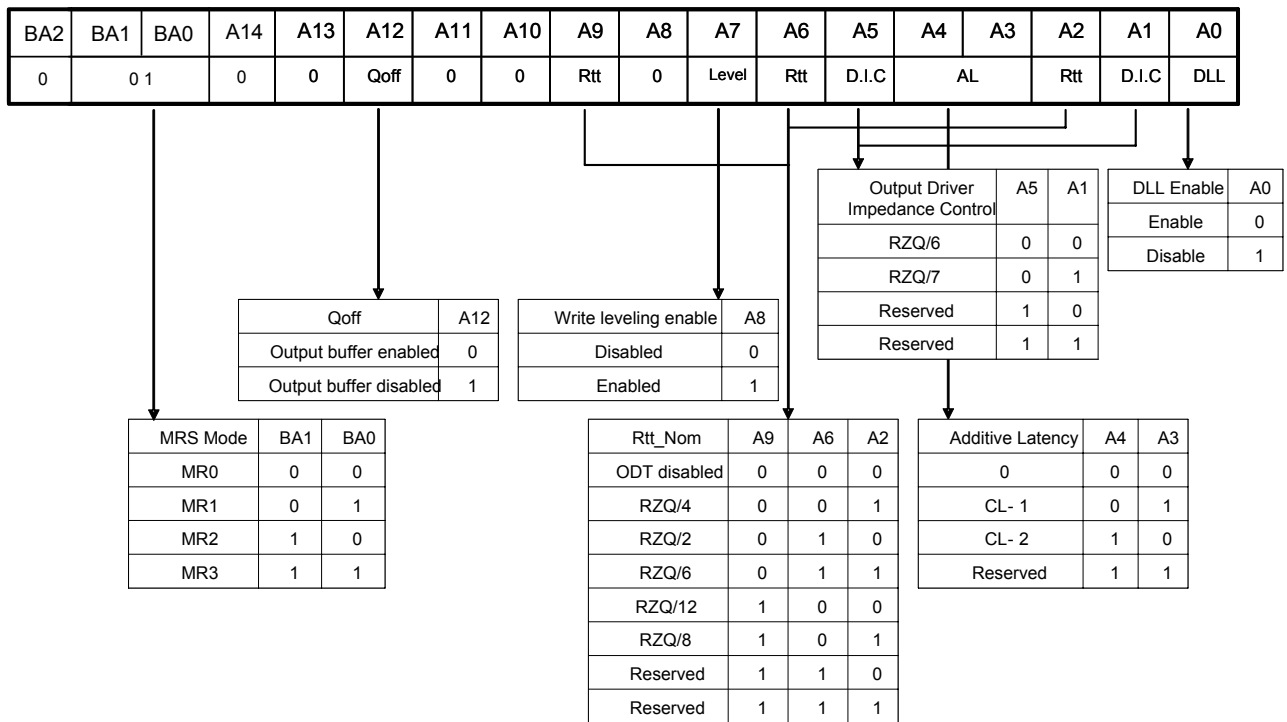 BA2 BA1 BA0 A14 A13 A12 A11 A10 A9 A8 A7 A6 A5 A4 A3 A2 A1 A0
0 0 1 0 0 Qoff 0 0 Rtt 0 Level Rtt D.I.C AL Rtt D.I.C DLL
Output Driver Impedance Control A5 A1
RZQ/6 0 0
RZQ/7 0 1
Reserved 1 0
Reserved 1 1
DLL Enable A0
Enable 0
Disable 1
Qoff A12
Output buffer enabled 0
Output buffer disabled 1
Write leveling enable A8
Disabled 0
Enabled 1
MRS Mode BA1 BA0
MR0 0 0
MR1 0 1
MR2 1 0
MR3 1 1
Rtt_Nom A9 A6 A2
ODT disabled 0 0 0
RZQ/4 0 0 1
RZQ/2 0 1 0
RZQ/6 0 1 1
RZQ/12 1 0 0
RZQ/8 1 0 1
Reserved 1 1 0
Reserved 1 1 1
Additive Latency A4 A3
0 0 0
CL- 1 0 1
CL- 2 1 0
Reserved 1 1